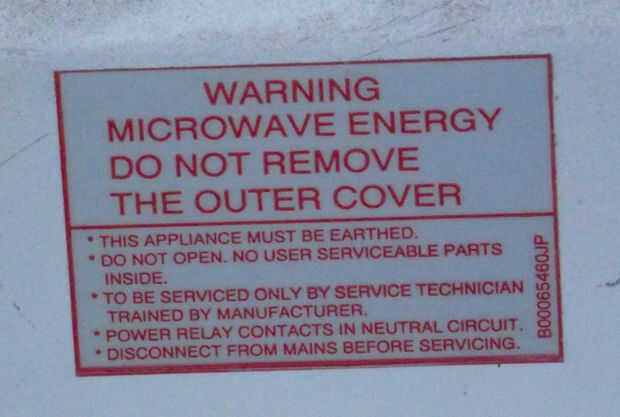 WARNING
MICROWAVE ENERGY
DO NOT REMOVE
THE OUTER COVER
* THIS APPLIANCE MUST BE EARTHED.
* DO NOT OPEN. NO USER SERVICEABLE PARTS
INSIDE.
* TO BE SERVICED ONLY BY SERVICE TECHNICIAN
TRAINED BY MANUFACTURER.
* POWER RELAY CONTACTS IN NEUTRAL CIRCUIT.
* DISCONNECT FROM MAINS BEFORE SERVICING.
B00065460JP